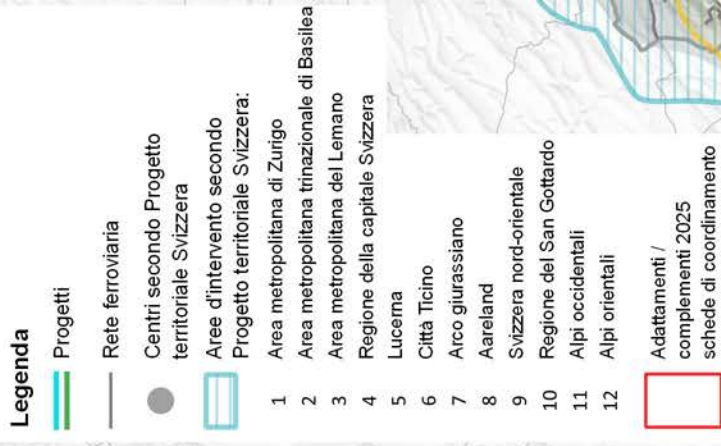 Legenda
Progetti
Rete ferroviaria
Centri secondo Progetto
territoriale Svizzera
Aree d'intervento secondo
Progetto territoriale Svizzera:
1 Area metropolitana di Zurigo
2 Area metropolitana trinazionale di Basilea
3 Area metropolitana del Lemano
4 Regione della capitale Svizzera
5 Lucerna
6 Città Ticino
7 Arco giurassiano
8 Aareland
9 Svizzera nord-orientale
10 Regione del San Gottardo
11 Alpi occidentali
12 Alpi orientali
Adattamenti /
complementi 2025
schede di coordinamento